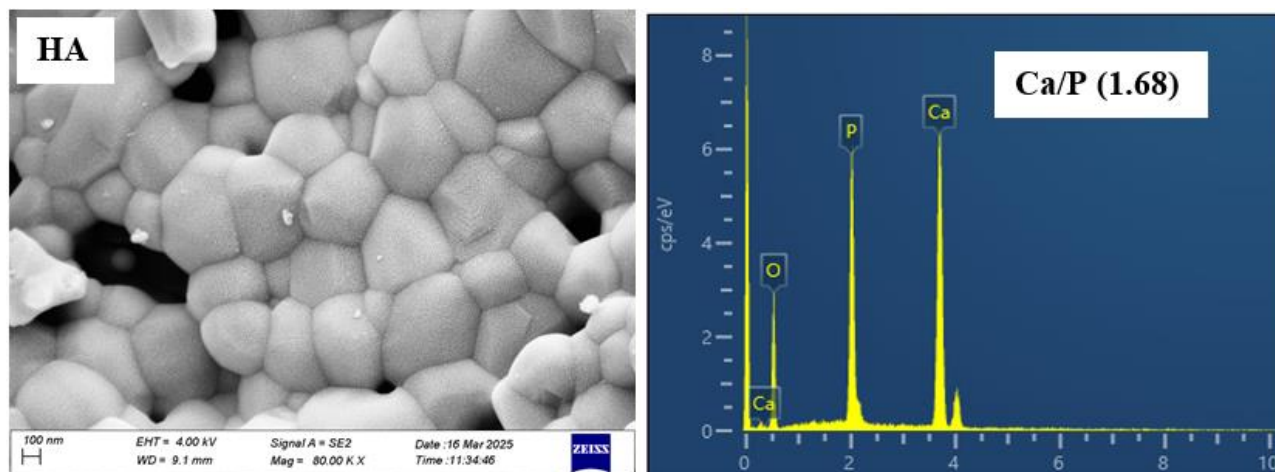 HA
100 nm
EHT = 4.00 kV
WD = 9.1 mm
Signal A = SE2
Mag = 80.00 K X
Date :16 Mar 2025
Time :11:34:46
ZEISS
Ca/P (1.68)
cps/eV
8
6
4
2
0
Ca
O
P
Ca
0
2
4
6
8
10